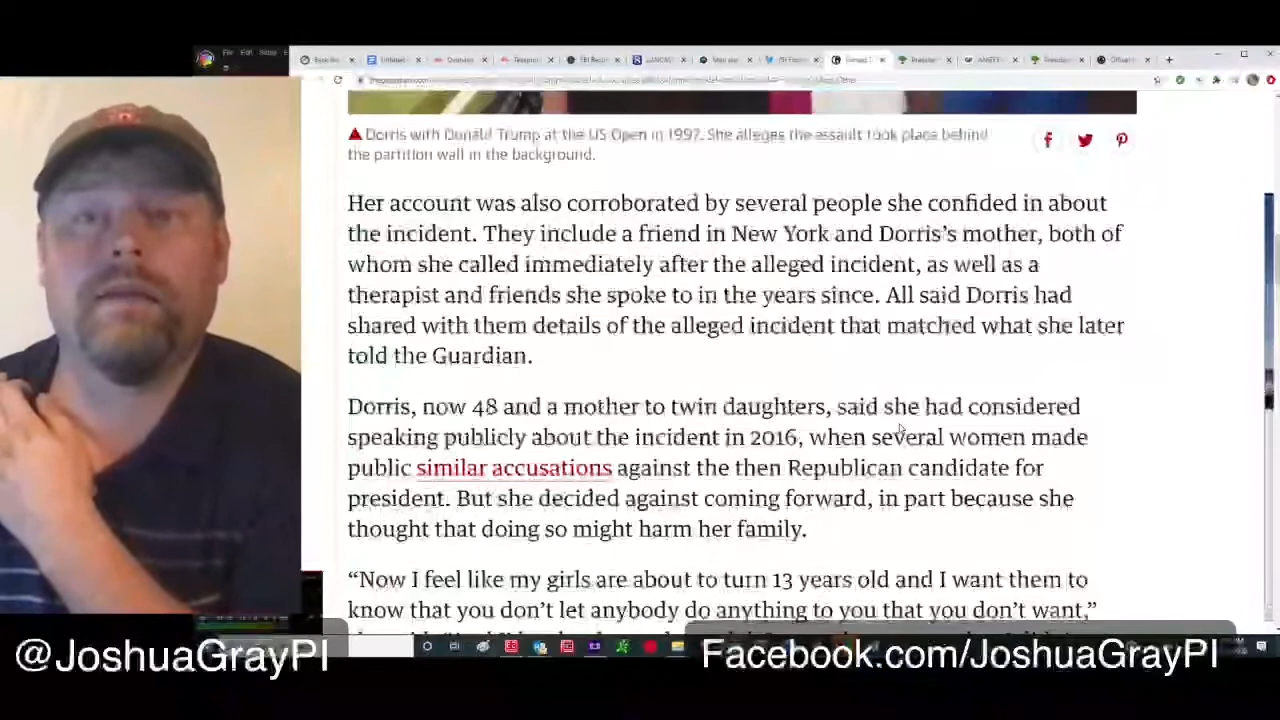 File Edit Setup
Dorris with Donald Trump at the US Open in 1997. She alleges the assault took place behind
the partition wall in the background.
Her account was also corroborated by several people she confided in about
the incident. They include a friend in New York and Dorris’s mother, both of
whom she called immediately after the alleged incident, as well as a
therapist and friends she spoke to in the years since. All said Dorris had
shared with them details of the alleged incident that matched what she later
told the Guardian.
Dorris, now 48 and a mother to twin daughters, said she had considered
speaking publicly about the incident in 2016, when several women made
public similar accusations against the then Republican candidate for
president. But she decided against coming forward, in part because she
thought that doing so might harm her family.
“Now I feel like my girls are about to turn 13 years old and I want them to
know that you don’t let anybody do anything to you that you don’t want,”
@JoshuaGrayPI
Facebook.com/JoshuaGrayPI